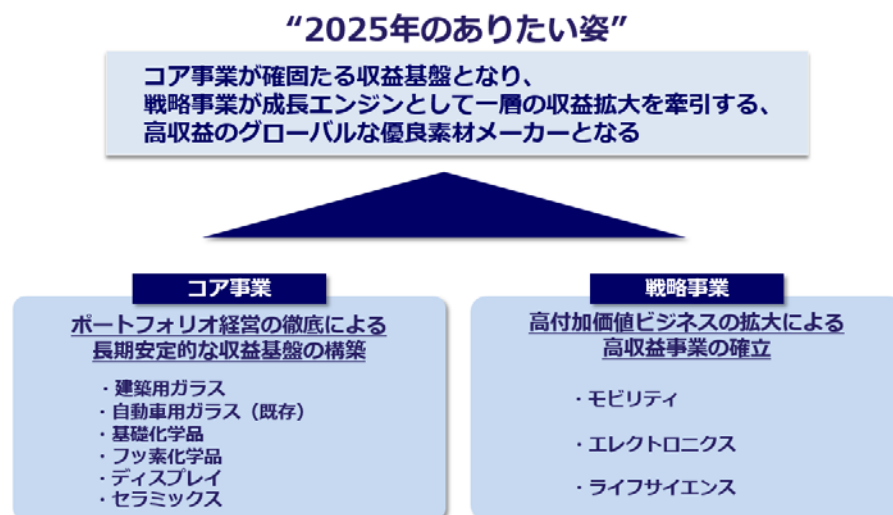 “2025年のありたい姿”
コア事業が確固たる収益基盤となり、
戦略事業が成長エンジンとして一層の収益拡大を牽引する、
高収益のグローバルな優良素材メーカーとなる
コア事業
ポートフォリオ経営の徹底による
長期安定的な収益基盤の構築
・建築用ガラス
・自動車用ガラス（既存）
・基礎化学品
・フッ素化学品
・ディスプレイ
・セラミックス
戦略事業
高付加価値ビジネスの拡大による
高収益事業の確立
・モビリティ
・エレクトロニクス
・ライフサイエンス